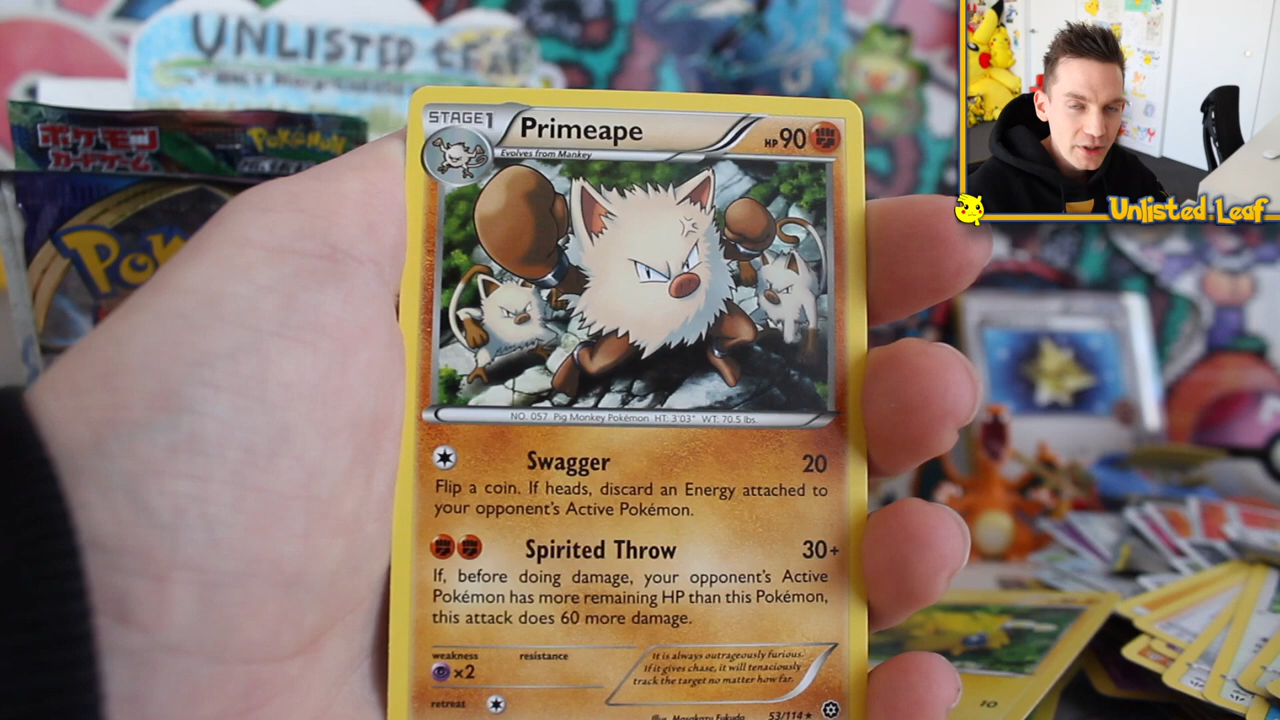 UNLISTED LEAF
ポケモン
カードゲーム
Pokémon
Pok
Unlisted Leaf
STAGE1
Primeape
HP 90
Evolves from Mankey
NO. 057 Pig Monkey Pokémon HT: 3'03" WT: 70.5 lbs.
Swagger 20
Flip a coin. If heads, discard an Energy attached to
your opponent's Active Pokémon.
Spirited Throw 30+
If, before doing damage, your opponent's Active
Pokémon has more remaining HP than this Pokémon,
this attack does 60 more damage.
weakness resistance
×2
It is always outrageously furious.
If it gives chase, it will tenaciously
track the target no matter how far.
retreat
Illus. Masakazu Fukuda 53/114 ★